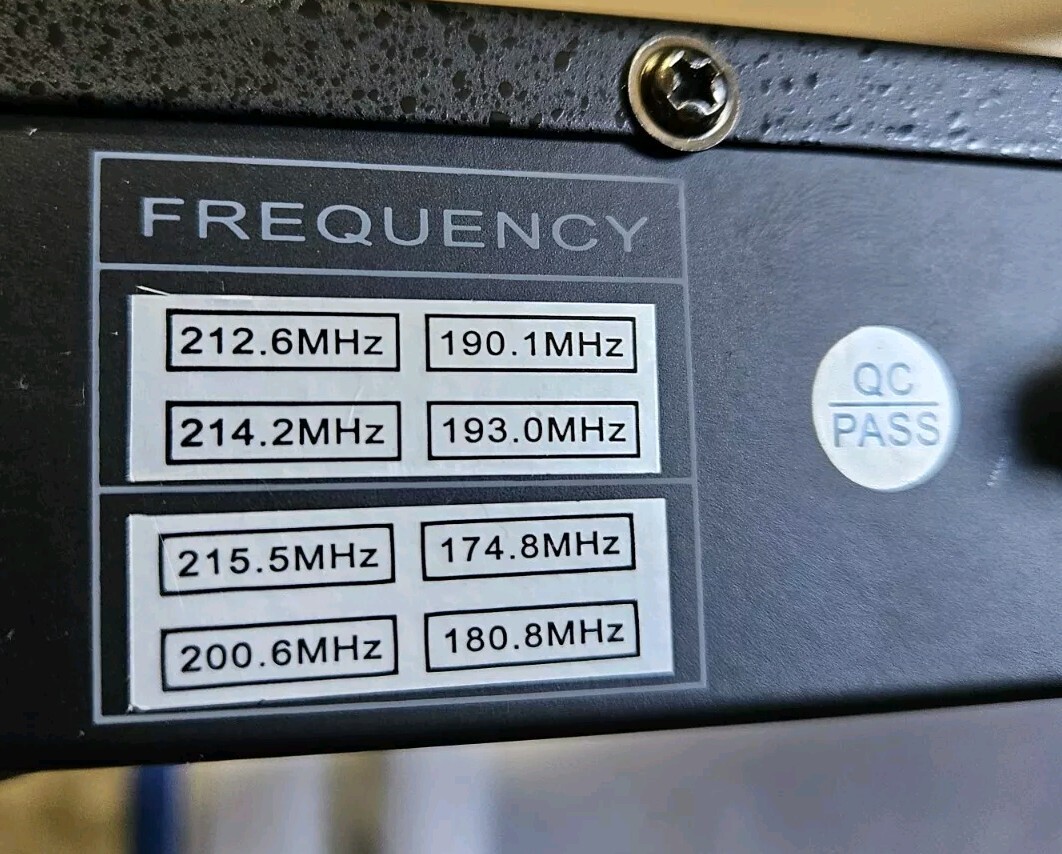 FREQUENCY
212.6MHz 190.1MHz
214.2MHz 193.0MHz
215.5MHz 174.8MHz
200.6MHz 180.8MHz
QC
PASS